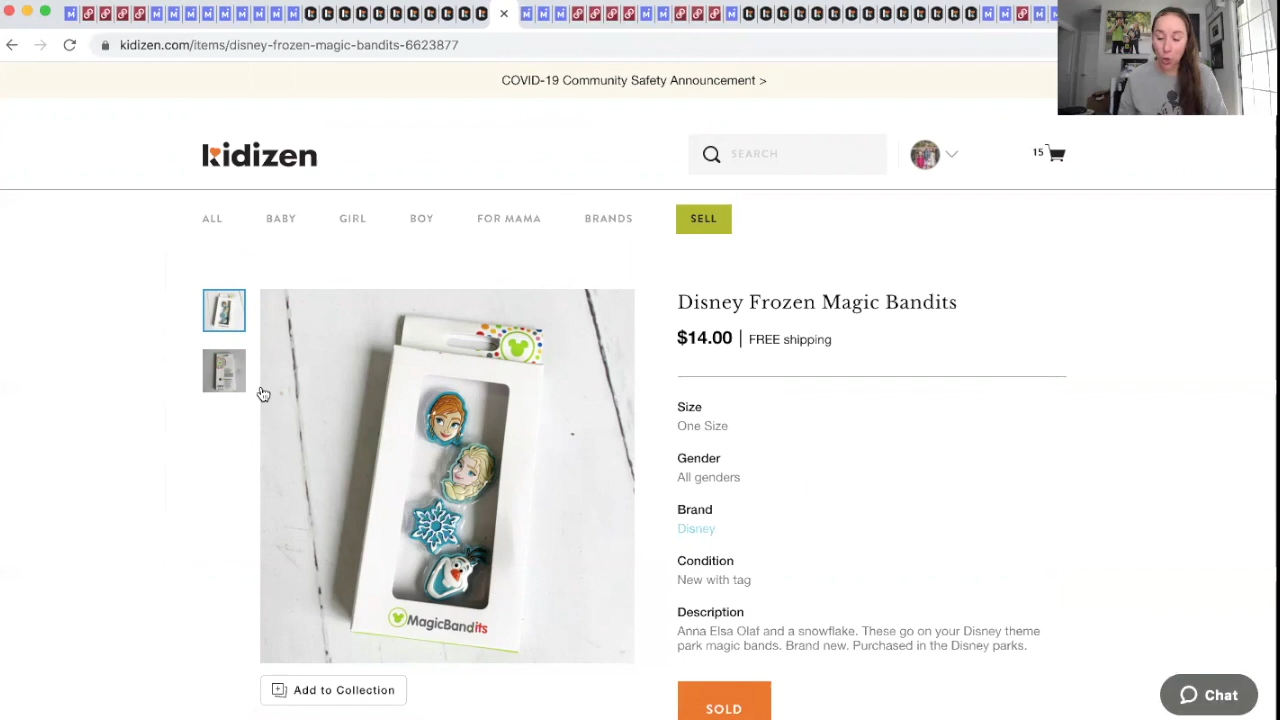 kidizen.com/items/disney-frozen-magic-bandits-6623877
COVID-19 Community Safety Announcement >
kidizen
SEARCH
15
ALL
BABY
GIRL
BOY
FOR MAMA
BRANDS
SELL
Disney Frozen Magic Bandits
$14.00 | FREE shipping
Size
One Size
Gender
All genders
Brand
Disney
Condition
New with tag
Description
Anna Elsa Olaf and a snowflake. These go on your Disney theme
park magic bands. Brand new. Purchased in the Disney parks.
MagicBandits
Add to Collection
SOLD
Chat